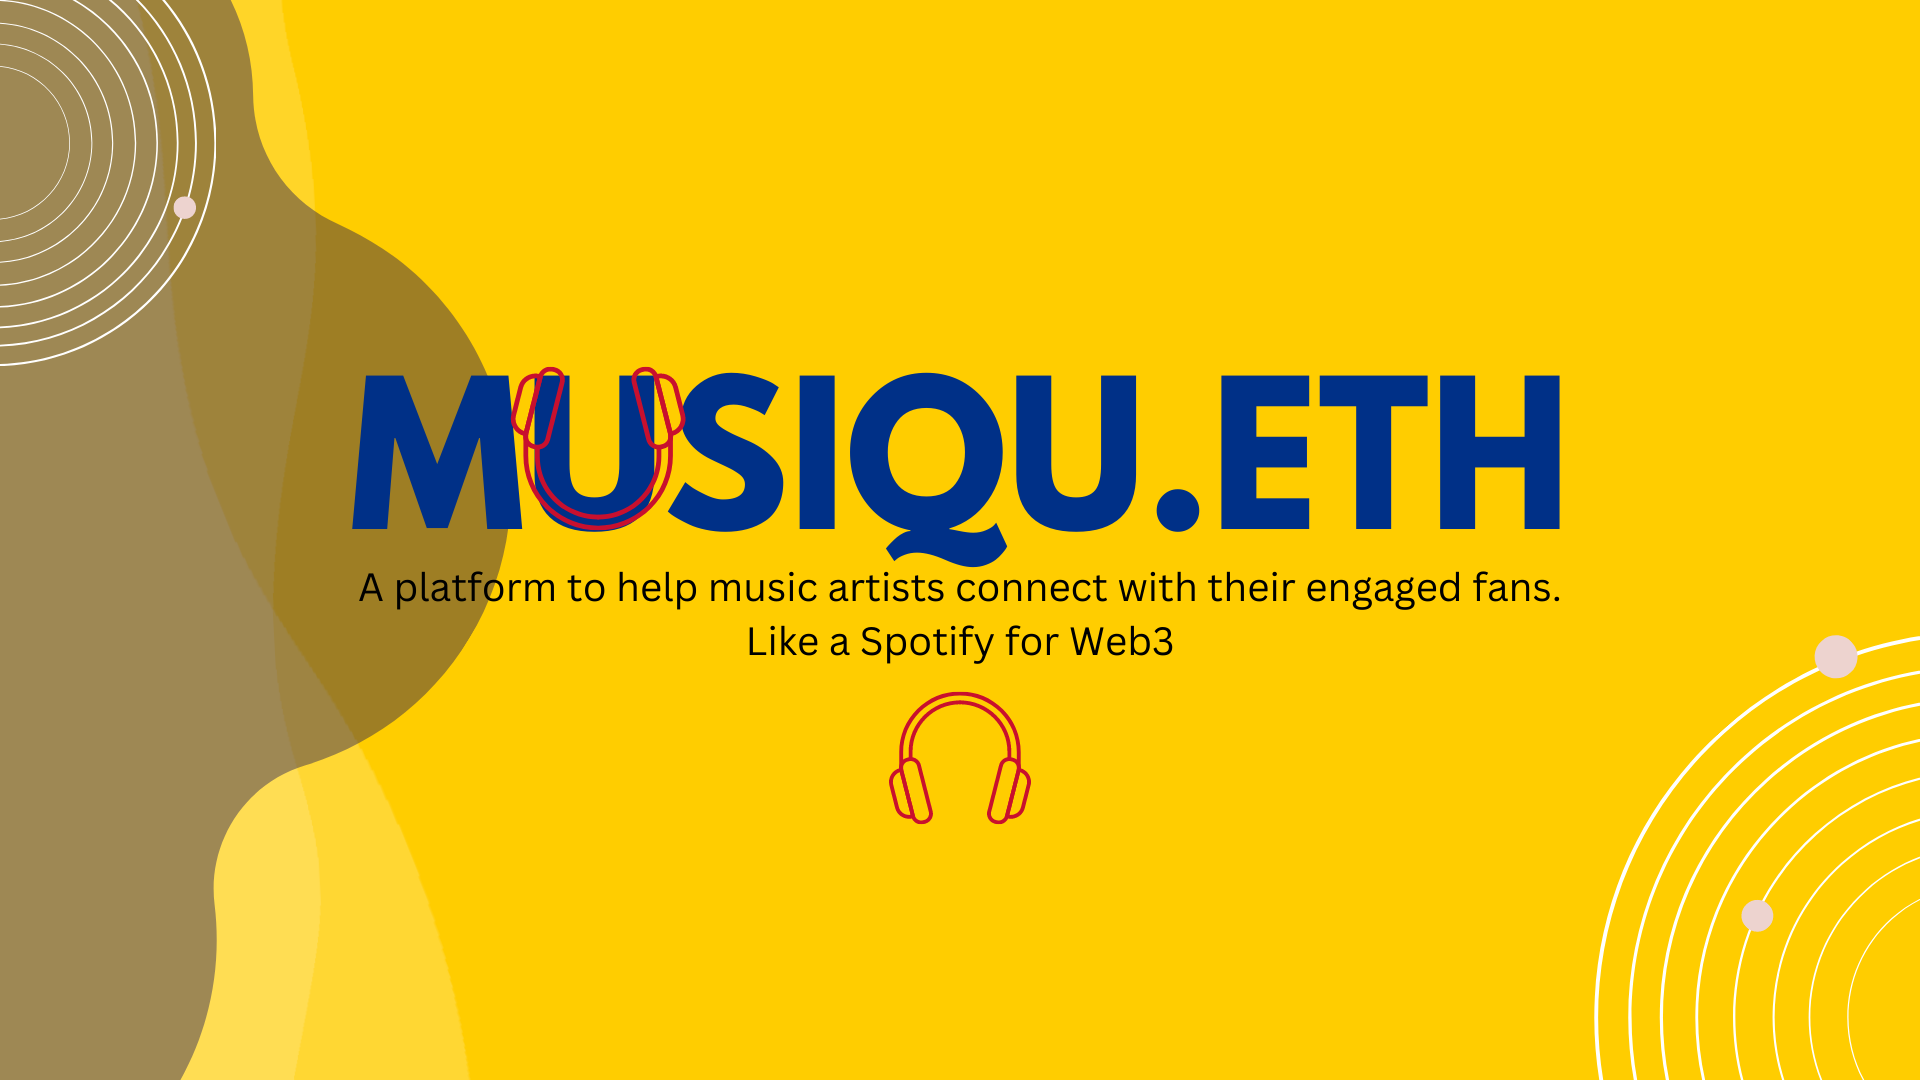 MUSIQU.ETH
A platform to help music artists connect with their engaged fans.
Like a Spotify for Web3